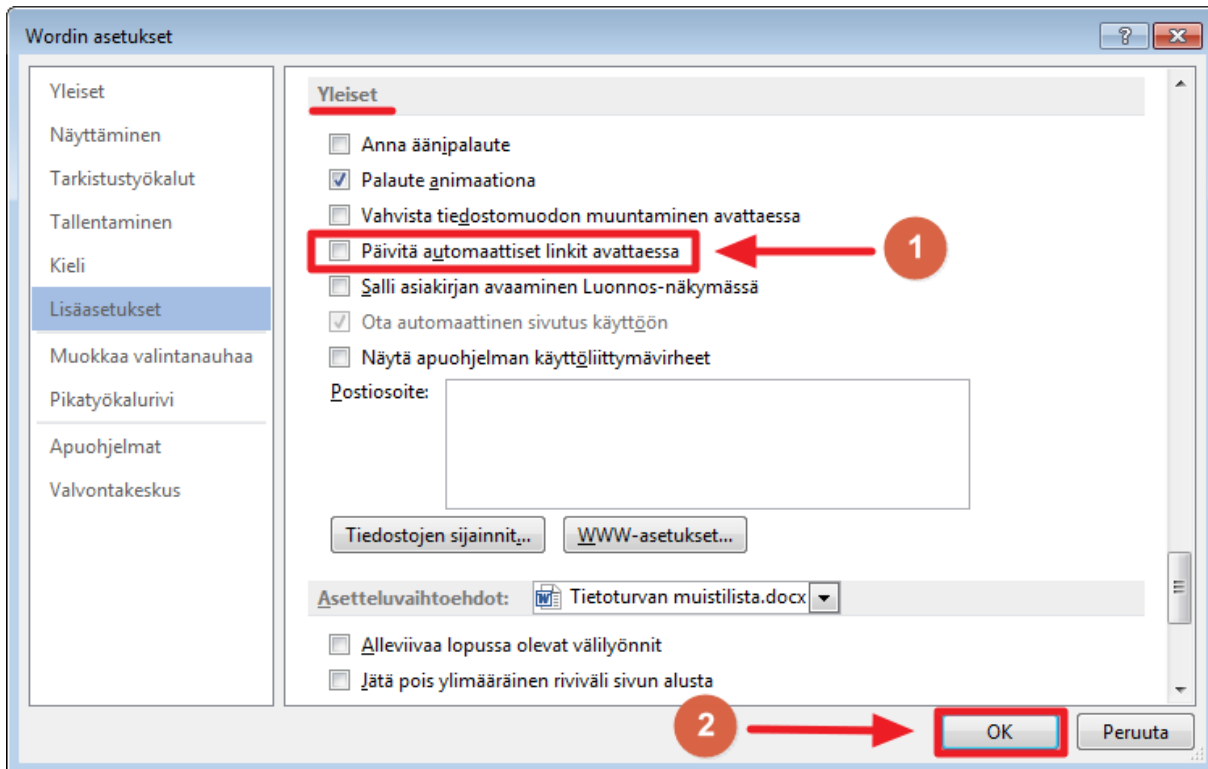 Wordin asetukset
Yleiset
Näyttäminen
Tarkistustyökalut
Tallentaminen
Kieli
Lisäasetukset
Muokkaa valintanauhaa
Pikatyökalurivi
Apuohjelmat
Valvontakeskus
Yleiset
Anna äänipalaute
Palaute animaationa
Vahvista tiedostomuodon muuntaminen avattaessa
Päivitä automaattiset linkit avattaessa
1
Salli asiakirjan avaaminen Luonnos-näkymässä
Ota automaattinen sivutus käyttöön
Näytä apuohjelman käyttöliittymävirheet
Postiosoite:
Tiedostojen sijainnit... WWW-asetukset...
Asetteluvaihtoehdot: Tietoturvan muistilista.docx
Alleviivaa lopussa olevat välilyönnit
Jätä pois ylimääräinen riviväli sivun alusta
2
OK Peruuta